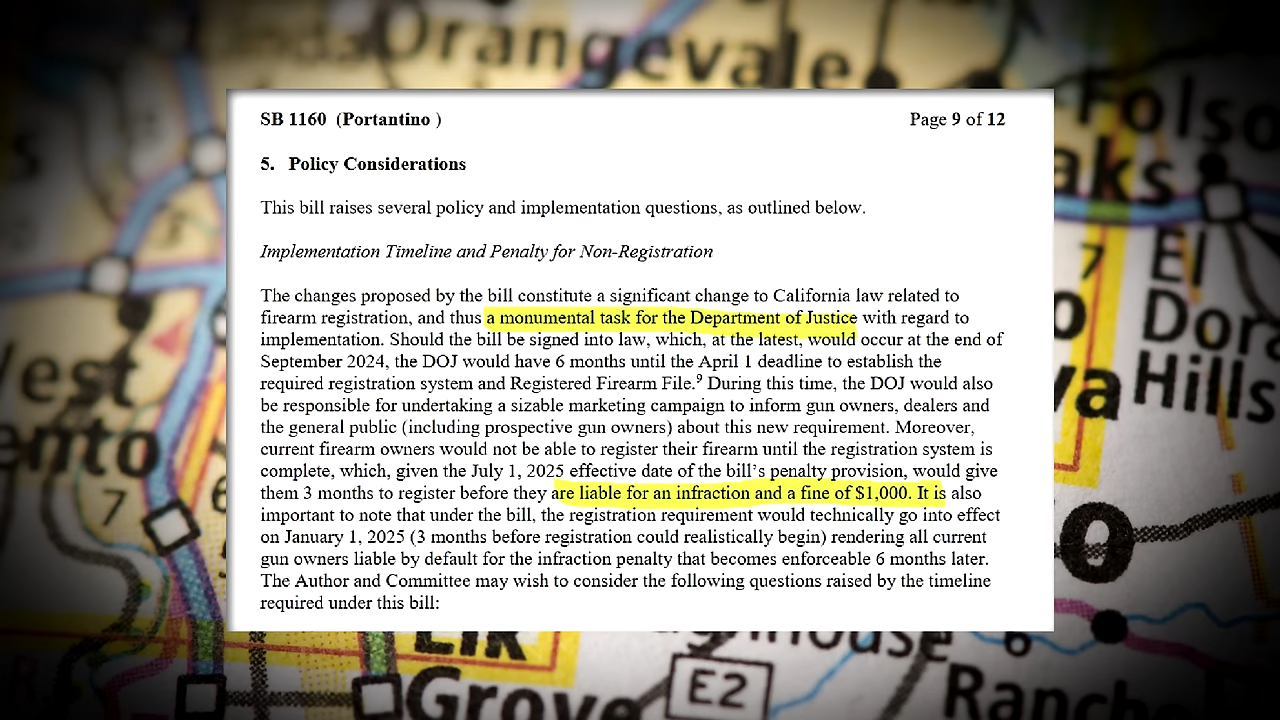 Orangevale
SB 1160 (Portantino )
Page 9 of 12
5. Policy Considerations
This bill raises several policy and implementation questions, as outlined below.
Implementation Timeline and Penalty for Non-Registration
The changes proposed by the bill constitute a significant change to California law related to
firearm registration, and thus a monumental task for the Department of Justice with regard to
implementation. Should the bill be signed into law, which, at the latest, would occur at the end of
September 2024, the DOJ would have 6 months until the April 1 deadline to establish the
required registration system and Registered Firearm File.⁹ During this time, the DOJ would also
be responsible for undertaking a sizable marketing campaign to inform gun owners, dealers and
the general public (including prospective gun owners) about this new requirement. Moreover,
current firearm owners would not be able to register their firearm until the registration system is
complete, which, given the July 1, 2025 effective date of the bill's penalty provision, would give
them 3 months to register before they are liable for an infraction and a fine of $1,000. It is also
important to note that under the bill, the registration requirement would technically go into effect
on January 1, 2025 (3 months before registration could realistically begin) rendering all current
gun owners liable by default for the infraction penalty that becomes enforceable 6 months later.
The Author and Committee may wish to consider the following questions raised by the timeline
required under this bill:
Folso
aks
7
El
Dora
Hills
va
West
ento
7
o
Elk
Grove
E2
house
6
Ranch